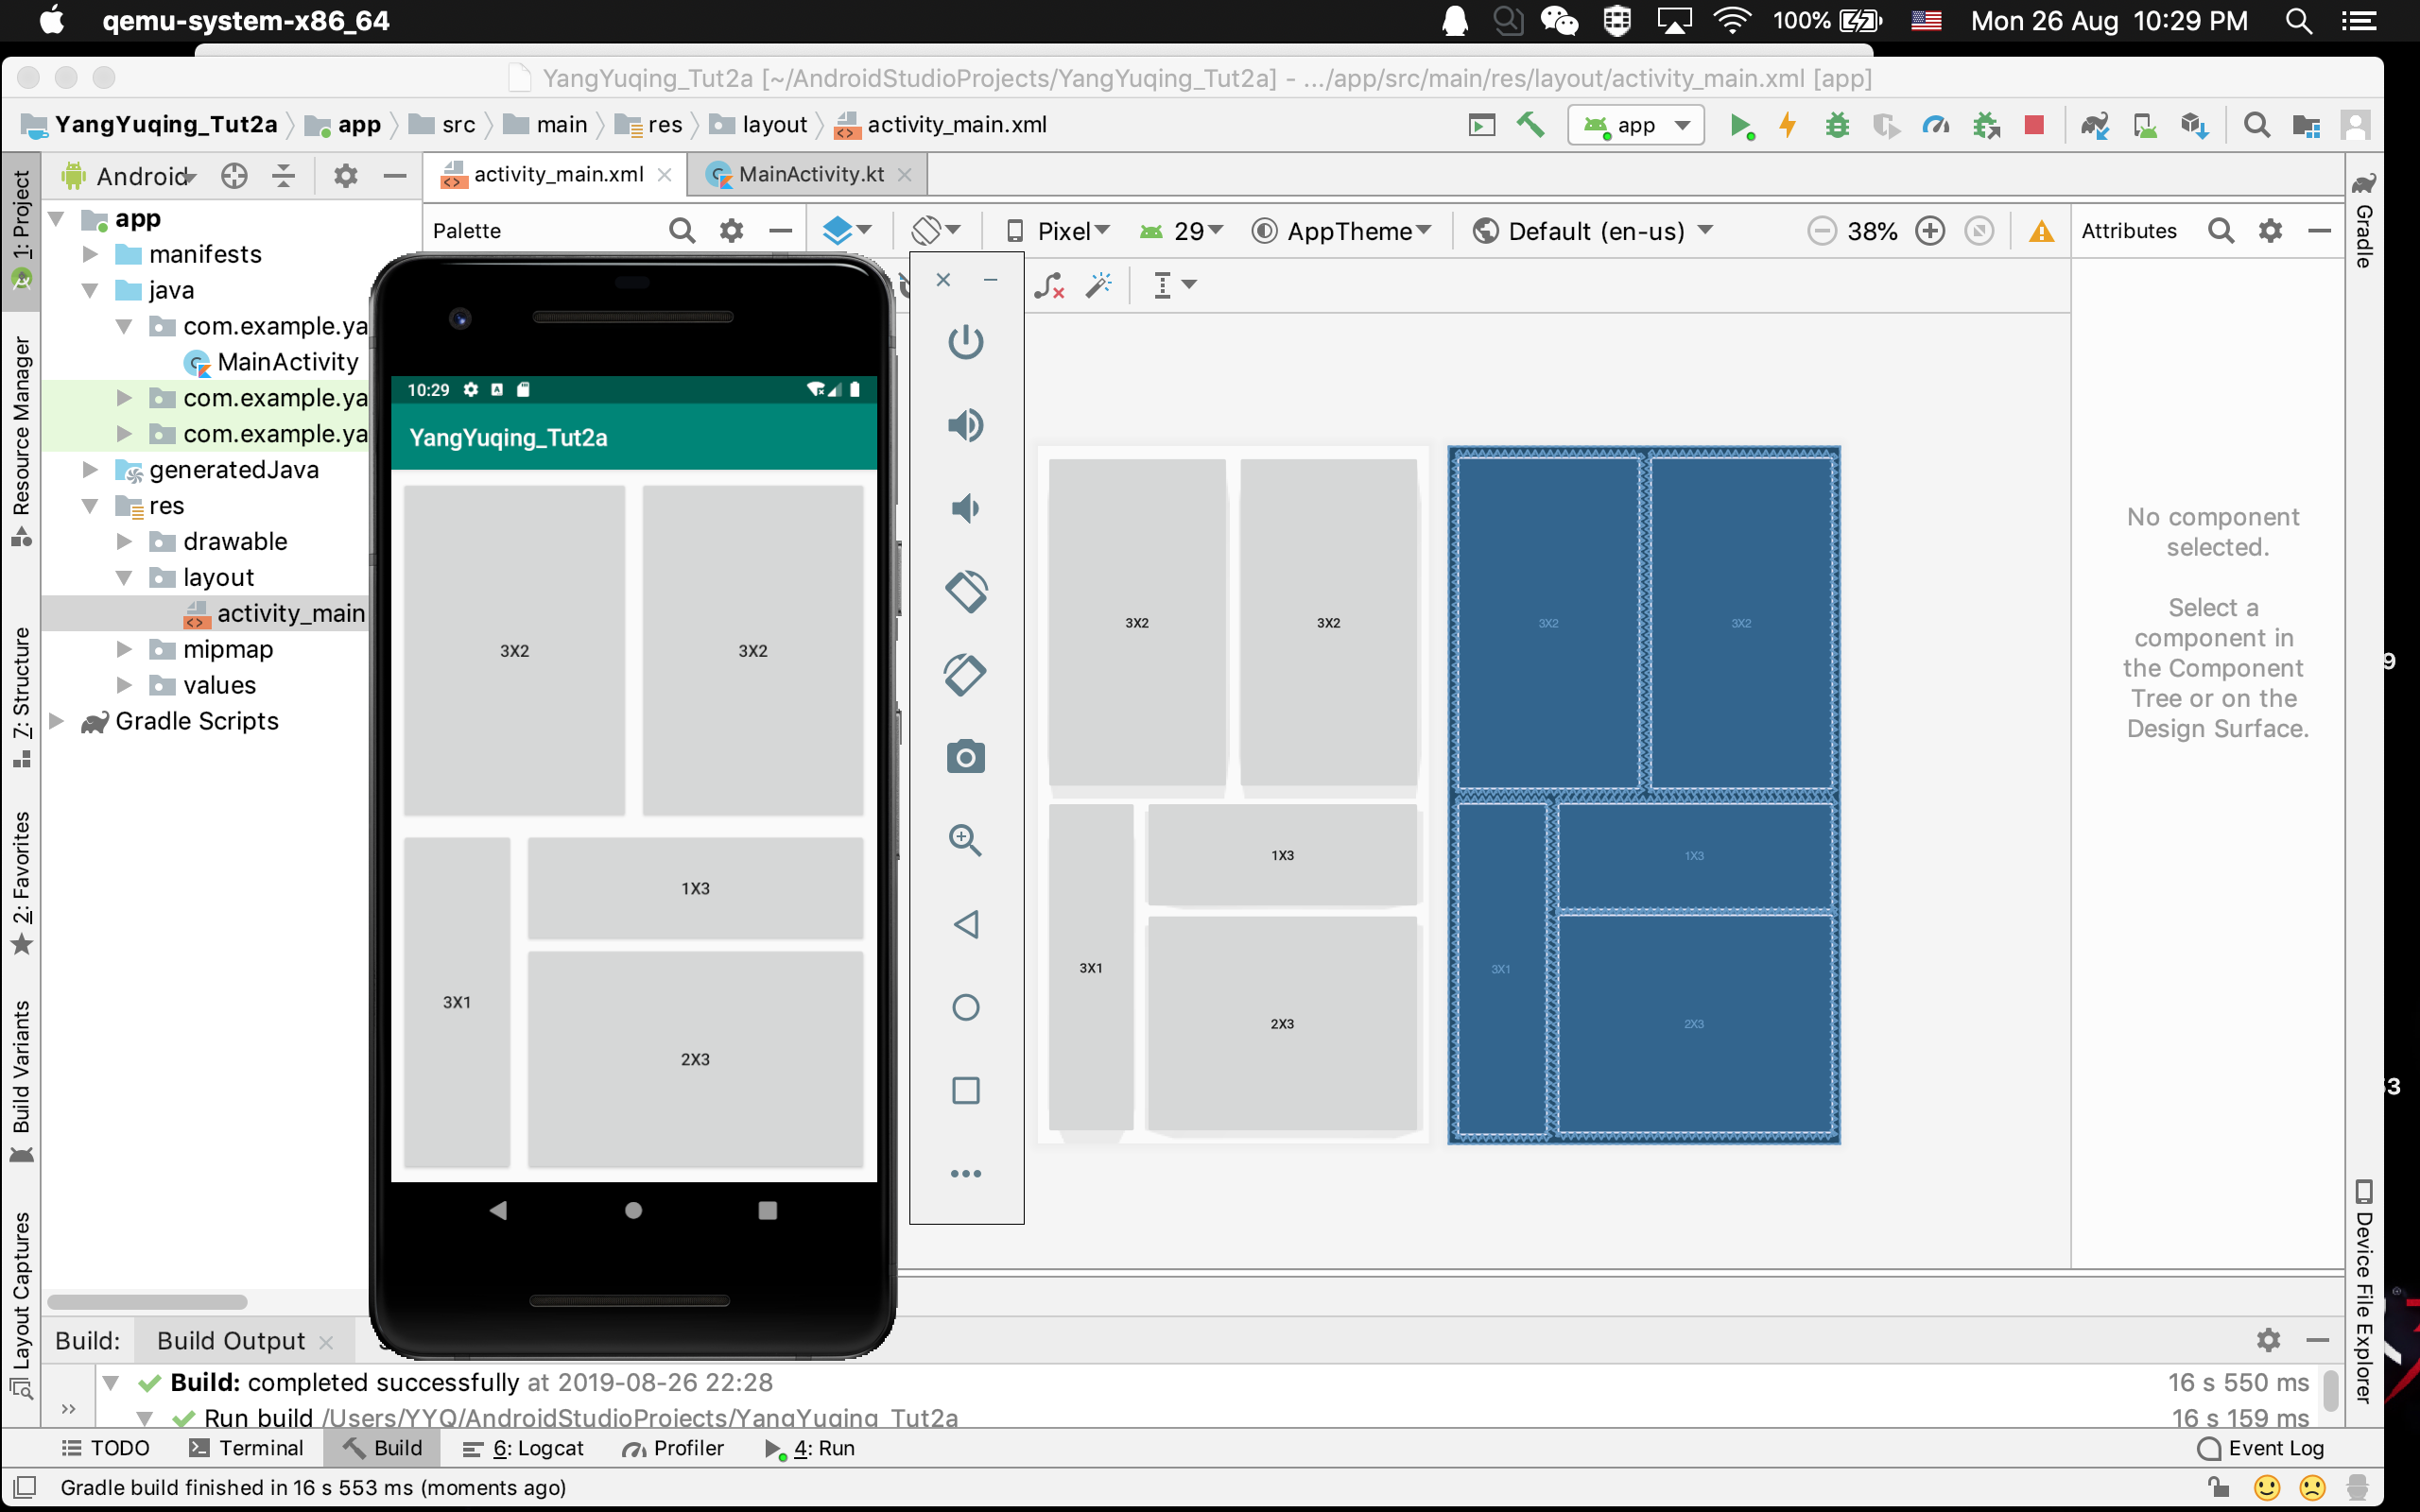 qemu-system-x86_64
100%
Mon 26 Aug 10:29 PM
YangYuqing_Tut2a [~/AndroidStudioProjects/YangYuqing_Tut2a] - .../app/src/main/res/layout/activity_main.xml [app]
YangYuqing_Tut2a
app
src
main
res
layout
activity_main.xml
app
Android
activity_main.xml
MainActivity.kt
1: Project
Resource Manager
7: Structure
2: Favorites
Build Variants
Layout Captures
app
manifests
java
com.example.ya
MainActivity
com.example.ya
com.example.ya
generatedJava
res
drawable
layout
activity_main
mipmap
values
Gradle Scripts
Palette
Pixel
29
AppTheme
Default (en-us)
38%
Attributes
Gradle
10:29
YangYuqing_Tut2a
3X2
3X2
1X3
3X1
2X3
3X2
3X2
1X3
3X1
2X3
3X2
3X2
1X3
3X1
2X3
No component
selected.
Select a
component in
the Component
Tree or on the
Design Surface.
9
53
Device File Explorer
Build:
Build Output
Build: completed successfully at 2019-08-26 22:28
16 s 550 ms
Run build /Users/YYQ/AndroidStudioProjects/YangYuqing_Tut2a
16 s 159 ms
TODO
Terminal
Build
6: Logcat
Profiler
4: Run
Event Log
Gradle build finished in 16 s 553 ms (moments ago)